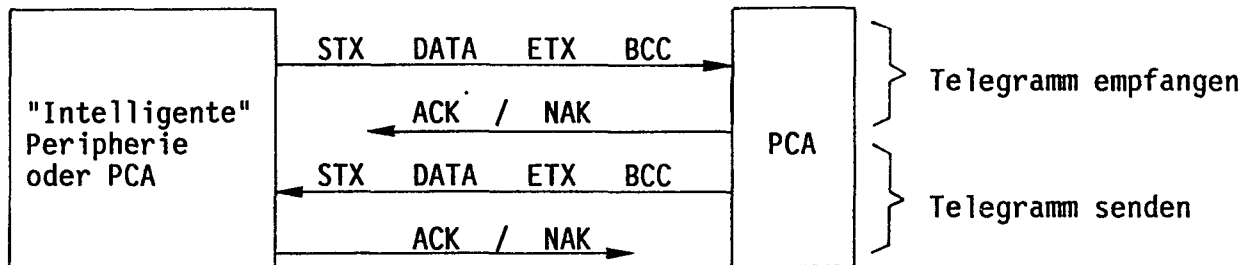 STX DATA ETX BCC
Telegramm empfangen
"Intelligente"
Peripherie
oder PCA
ACK / NAK
PCA
STX DATA ETX BCC
Telegramm senden
ACK / NAK